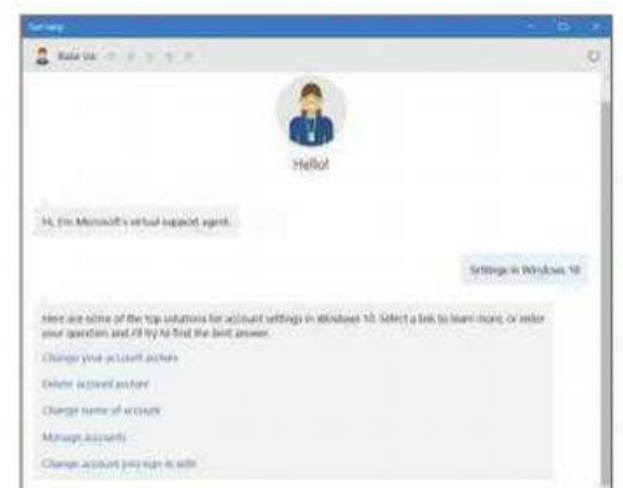 Rate Us:
Hello!
Hi, I'm Microsoft's virtual support agent.
Settings in Windows 10
Here are some of the top solutions for account settings in Windows 10. Select a link to learn more, or enter
your question and I'll try to find the best answer.
Change your account picture
Delete account picture
Change name of account
Manage accounts
Change account you sign in with